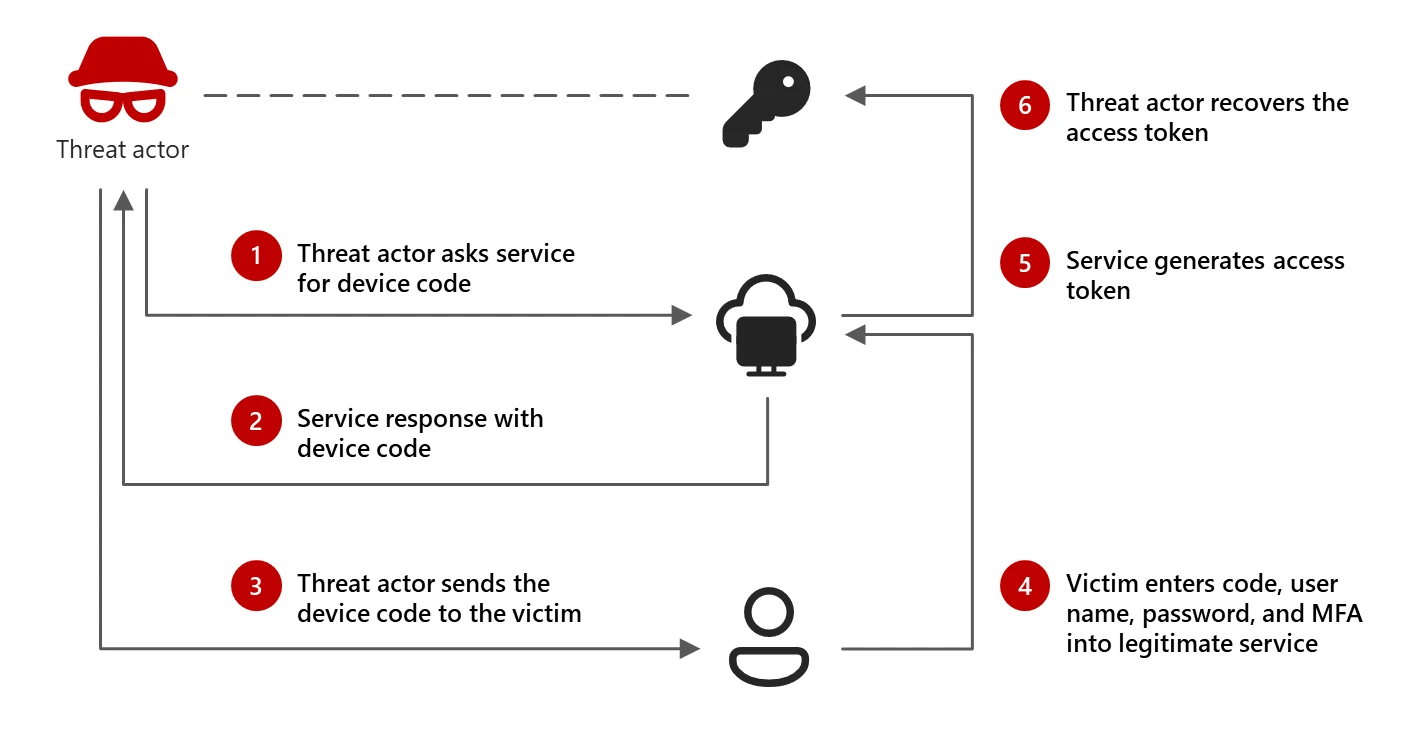 Threat actor
1
Threat actor asks service
for device code
2
Service response with
device code
3
Threat actor sends the
device code to the victim
4
Victim enters code, user
name, password, and MFA
into legitimate service
5
Service generates access
token
6
Threat actor recovers the
access token